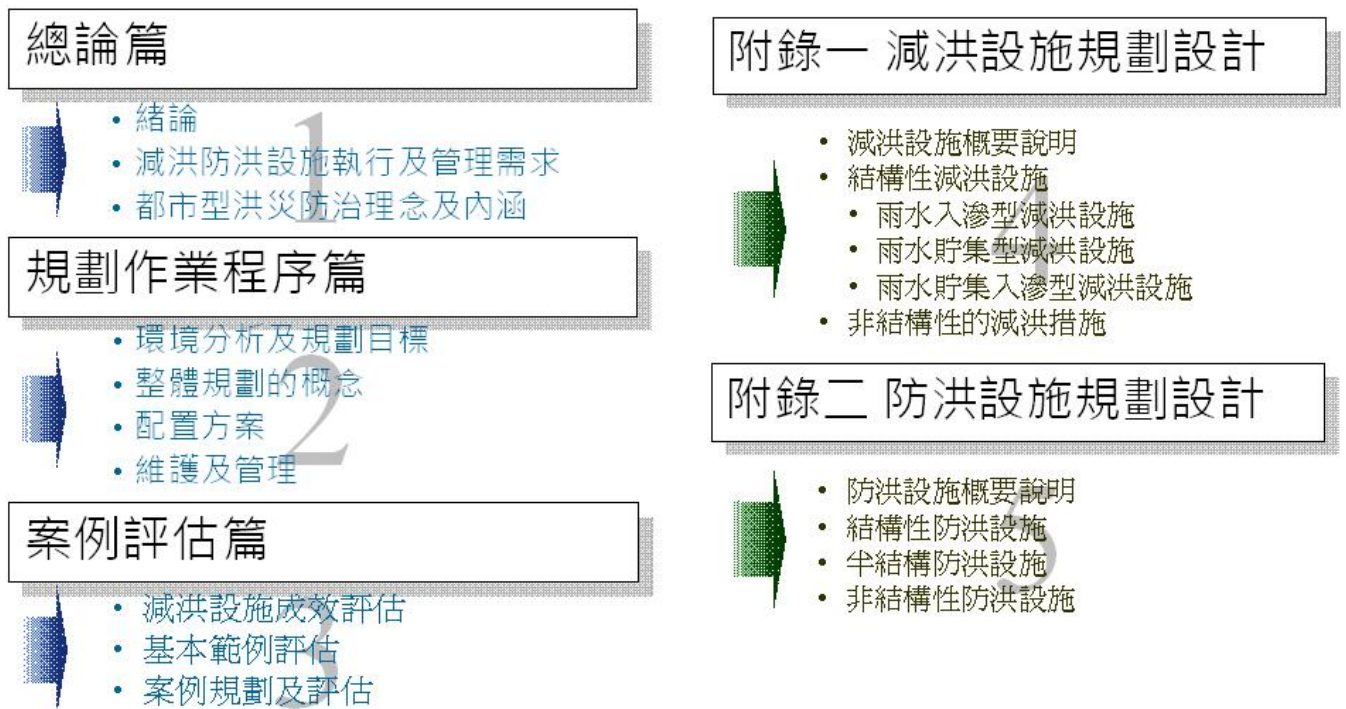 總論篇
• 緒論
• 減洪防洪設施執行及管理需求
• 都市型洪災防治理念及內涵
1
規劃作業程序篇
• 環境分析及規劃目標
• 整體規劃的概念
• 配置方案
• 維護及管理
2
案例評估篇
• 減洪設施成效評估
• 基本範例評估
• 案例規劃及評估
3
附錄一 減洪設施規劃設計
• 減洪設施概要說明
• 結構性減洪設施
• 雨水入滲型減洪設施
• 雨水貯集型減洪設施
• 雨水貯集入滲型減洪設施
• 非結構性的減洪措施
4
附錄二 防洪設施規劃設計
• 防洪設施概要說明
• 結構性防洪設施
• 半結構防洪設施
• 非結構性防洪設施
5